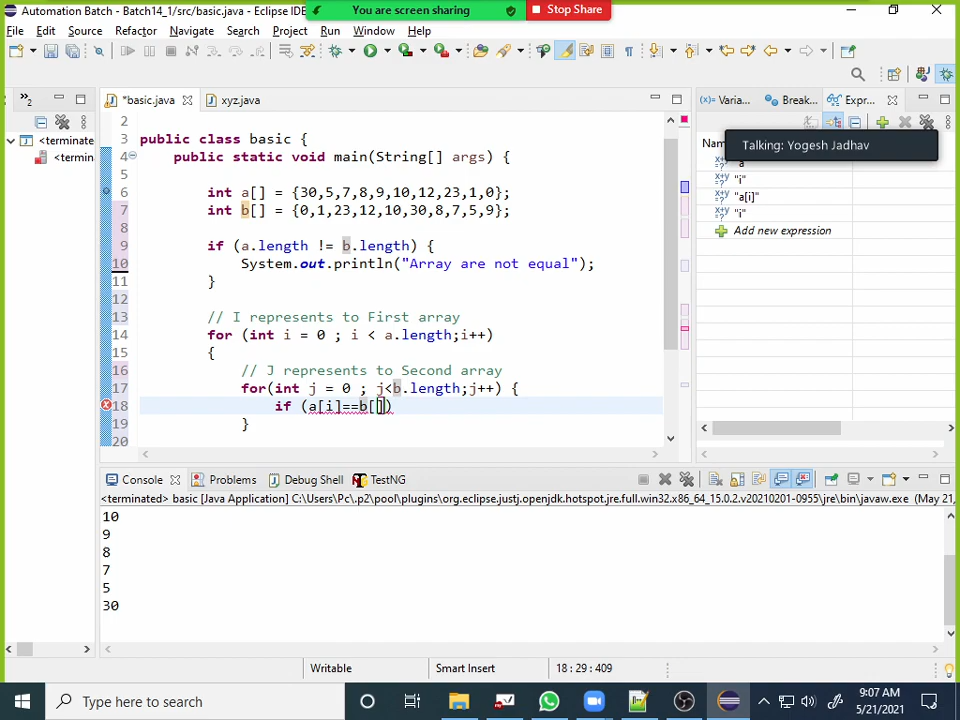 Automation Batch - Batch14_1/src/basic.java - Eclipse IDE
You are screen sharing
Stop Share
File Edit Source Refactor Navigate Search Project Run Window Help
*basic.java
xyz.java
(x)= Varia...
Break...
Expr...
Talking: Yogesh Jadhav
<terminate
<termin
2
3 public class basic {
4 public static void main(String[] args) {
5
6 int a[] = {30,5,7,8,9,10,12,23,1,0};
7 int b[] = {0,1,23,12,10,30,8,7,5,9};
8
9 if (a.length != b.length) {
10 System.out.println("Array are not equal");
11 }
12
13 // I represents to First array
14 for (int i = 0 ; i < a.length;i++)
15 {
16 // J represents to Second array
17 for(int j = 0 ; j<b.length;j++) {
18 if (a[i]==b[])
19 }
20
Nam
"a
"i"
"a[i]"
"i"
Add new expression
Console
Problems
Debug Shell
TestNG
<terminated> basic [Java Application] C:\Users\Pc\.p2\pool\plugins\org.eclipse.justj.openjdk.hotspot.jre.full.win32.x86_64_15.0.2.v20210201-0955\jre\bin\javaw.exe (May 21,
10
9
8
7
5
30
Writable
Smart Insert
18 : 29 : 409
Type here to search
9:07 AM
5/21/2021